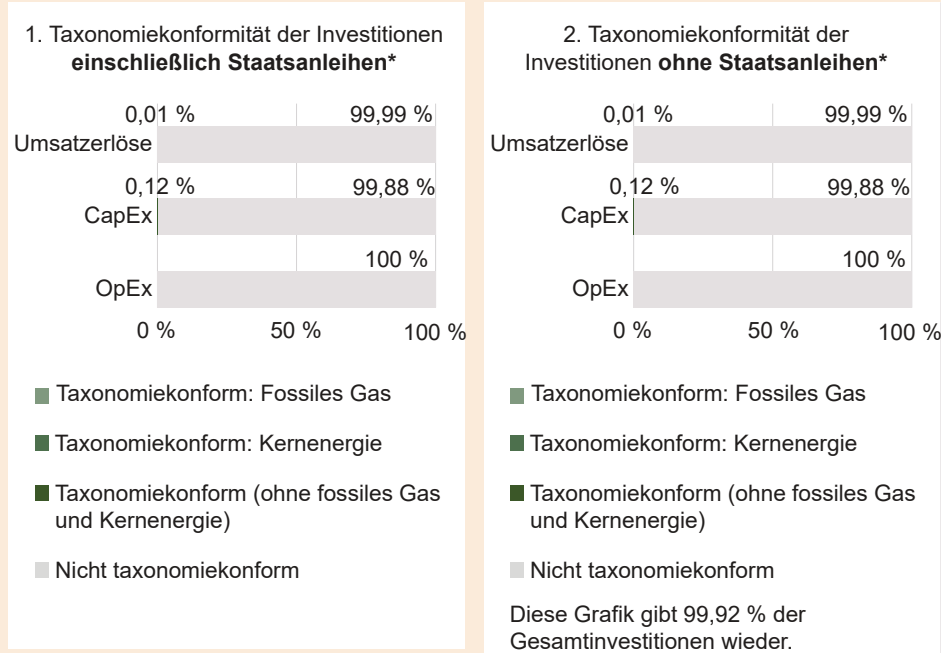 1. Taxonomiekonformität der Investitionen
einschließlich Staatsanleihen*
0,01 % 99,99 %
Umsatzerlöse
0,12 % 99,88 %
CapEx
100 %
OpEx
0 % 50 % 100 %
Taxonomiekonform: Fossiles Gas
Taxonomiekonform: Kernenergie
Taxonomiekonform (ohne fossiles Gas
und Kernenergie)
Nicht taxonomiekonform
2. Taxonomiekonformität der
Investitionen ohne Staatsanleihen*
0,01 % 99,99 %
Umsatzerlöse
0,12 % 99,88 %
CapEx
100 %
OpEx
0 % 50 % 100 %
Taxonomiekonform: Fossiles Gas
Taxonomiekonform: Kernenergie
Taxonomiekonform (ohne fossiles Gas
und Kernenergie)
Nicht taxonomiekonform
Diese Grafik gibt 99,92 % der
Gesamtinvestitionen wieder.